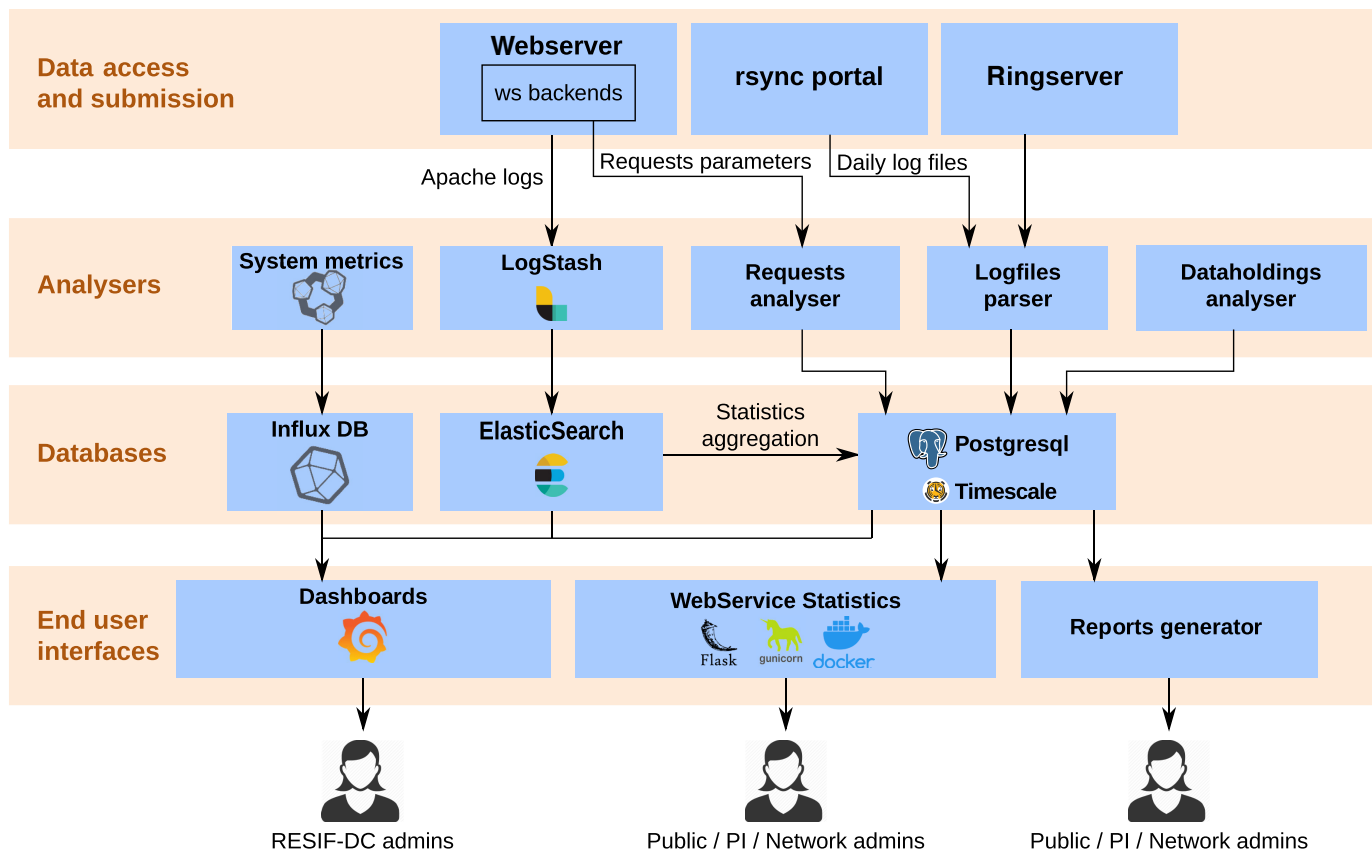 Data access
and submission
Webserver
ws backends
rsync portal
Ringserver
Apache logs
Requests parameters
Daily log files
Analysers
System metrics
LogStash
Requests
analyser
Logfiles
parser
Dataholdings
analyser
Databases
Influx DB
ElasticSearch
Statistics
aggregation
Postgresql
Timescale
End user
interfaces
Dashboards
WebService Statistics
Flask
gunicorn
docker
Reports generator
RESIF-DC admins
Public / PI / Network admins
Public / PI / Network admins